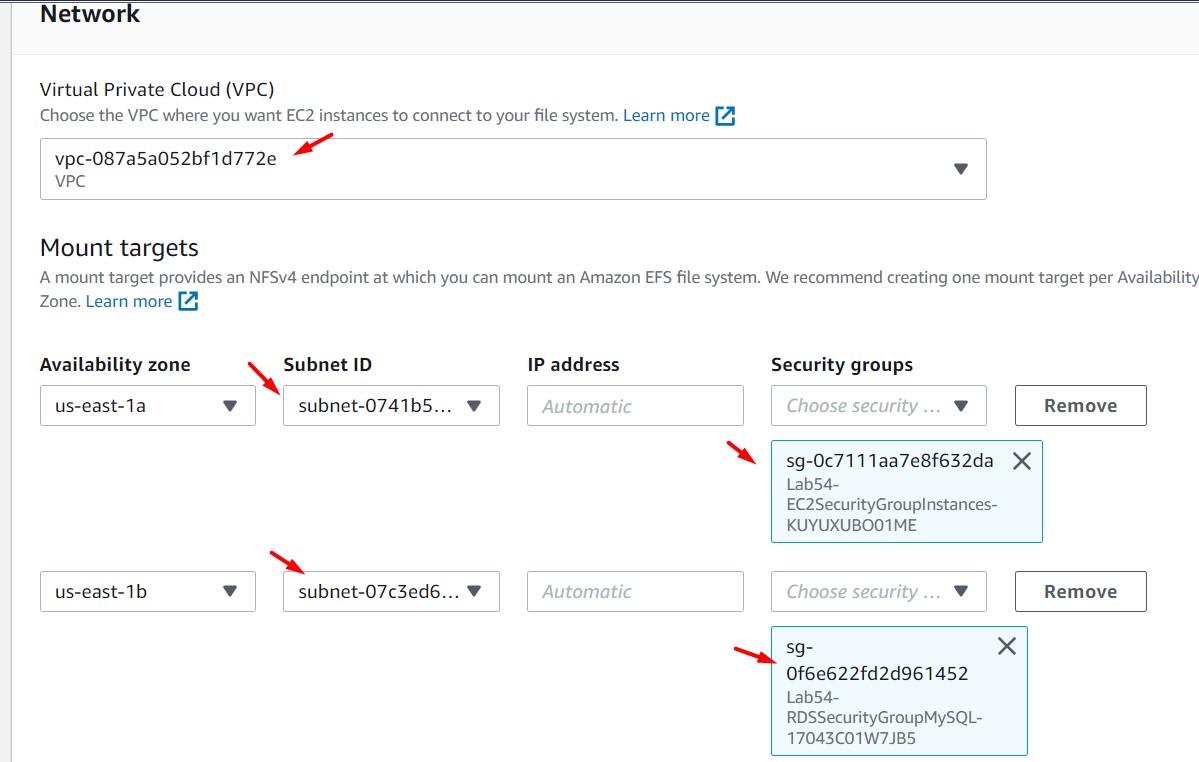 Network
Virtual Private Cloud (VPC)
Choose the VPC where you want EC2 instances to connect to your file system. Learn more
vpc-087a5a052bf1d772e
VPC
Mount targets
A mount target provides an NFSv4 endpoint at which you can mount an Amazon EFS file system. We recommend creating one mount target per Availability
Zone. Learn more
Availability zone Subnet ID IP address Security groups
us-east-1a subnet-0741b5... Automatic Choose security ... Remove
sg-0c7111aa7e8f632da
Lab54-
EC2SecurityGroupInstances-
KUYUXUBO01ME
us-east-1b subnet-07c3ed6... Automatic Choose security ... Remove
sg-
0f6e622fd2d961452
Lab54-
RDSSecurityGroupMySQL-
17043C01W7JB5